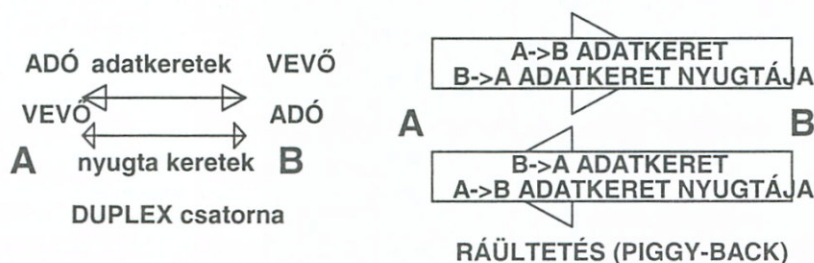 ADÓ adatkeretek VEVŐ
VEVŐ ADÓ
A nyugta keretek B
DUPLEX csatorna
A->B ADATKERET
B->A ADATKERET NYUGTÁJA
A B
B->A ADATKERET
A->B ADATKERET NYUGTÁJA
RÁÜLTETÉS (PIGGY-BACK)